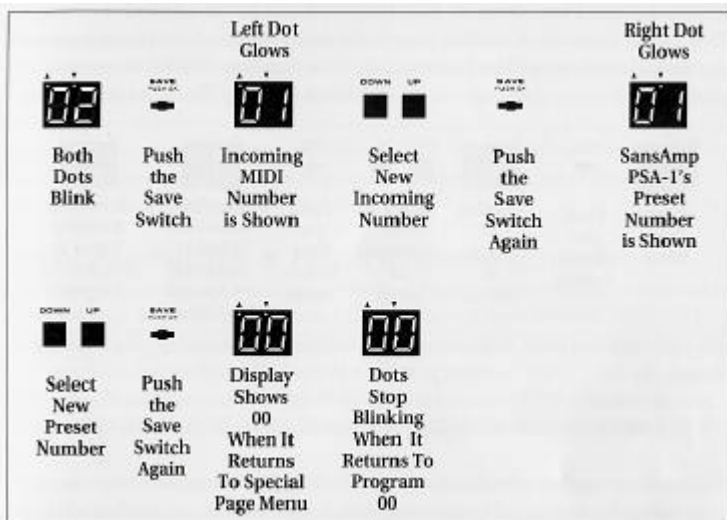 Left Dot
Glows
Right Dot
Glows
02
SAVE
01
DOWN UP
SAVE
01
Both
Dots
Blink
Push
the
Save
Switch
Incoming
MIDI
Number
is Shown
Select
New
Incoming
Number
Push
the
Save
Switch
Again
SansAmp
PSA-1's
Preset
Number
is Shown
DOWN UP
SAVE
00
00
Select
New
Preset
Number
Push
the
Save
Switch
Again
Display
Shows
00
When It
Returns
To Special
Page Menu
Dots
Stop
Blinking
When It
Returns To
Program
00